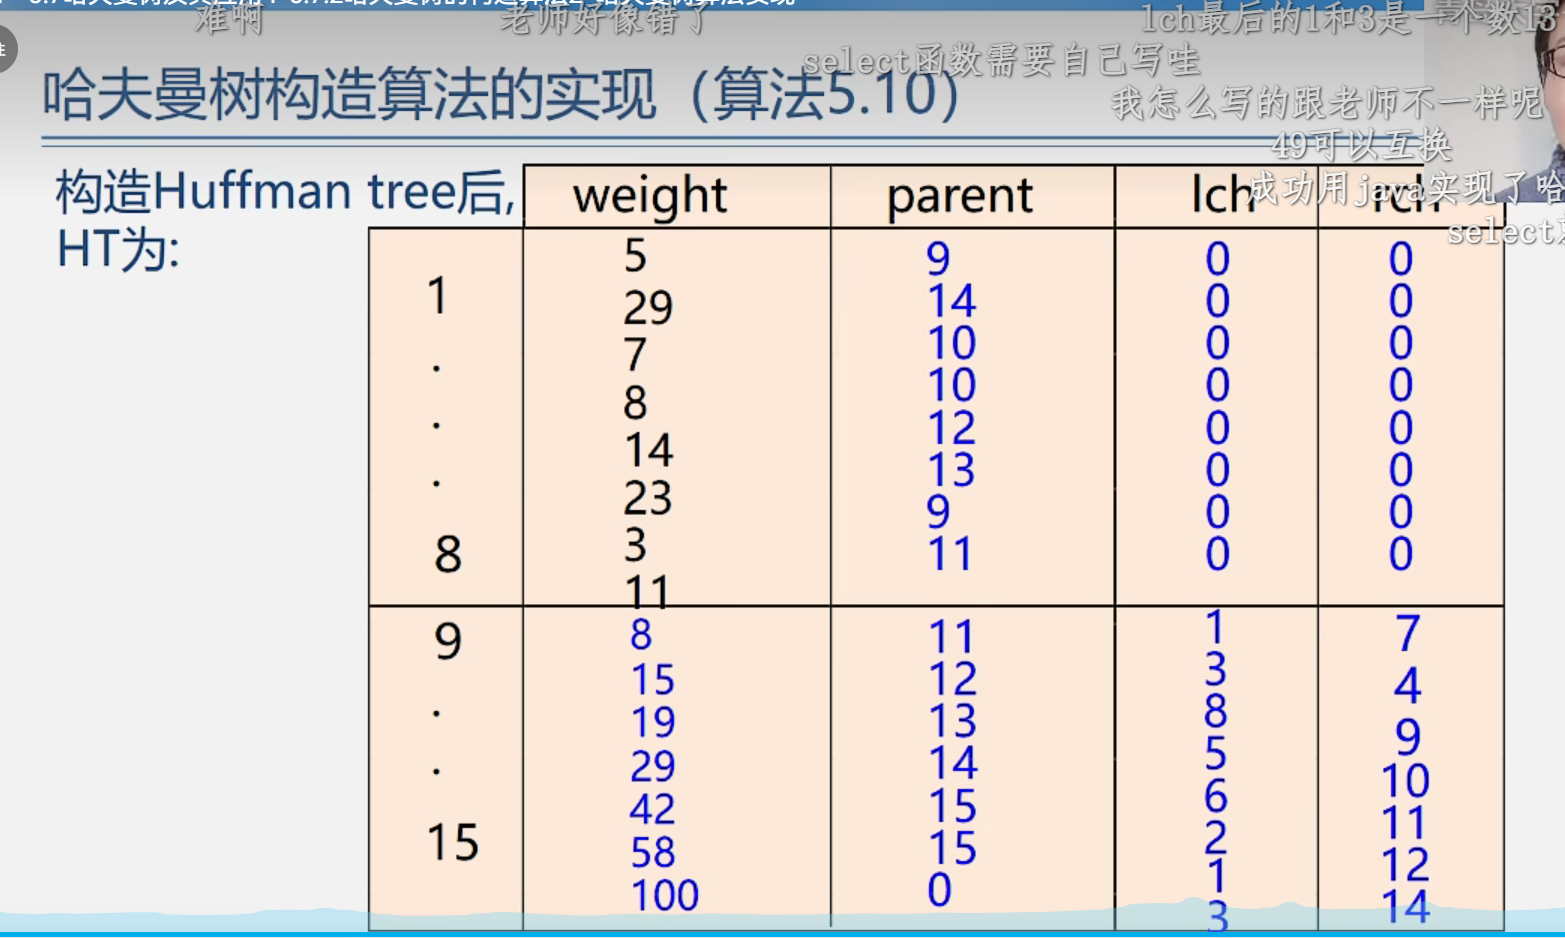 难啊
老师好像错了
lch最后的1和3是一个数13
select函数需要自己写哇
哈夫曼树构造算法的实现（算法5.10）
我怎么写的跟老师不一样呢
49可以互换
构造Huffman tree后,
HT为:
成功用java实现了哈
select
weight parent lch rch
1 5 9 0 0
. 29 14 0 0
. 7 10 0 0
. 8 10 0 0
14 12 0 0
23 13 0 0
3 9 0 0
8 11 11 0 0
9 8 11 1 7
. 15 12 3 4
. 19 13 8 9
29 14 5 10
42 15 6 11
15 58 15 2 12
100 0 1
3 14